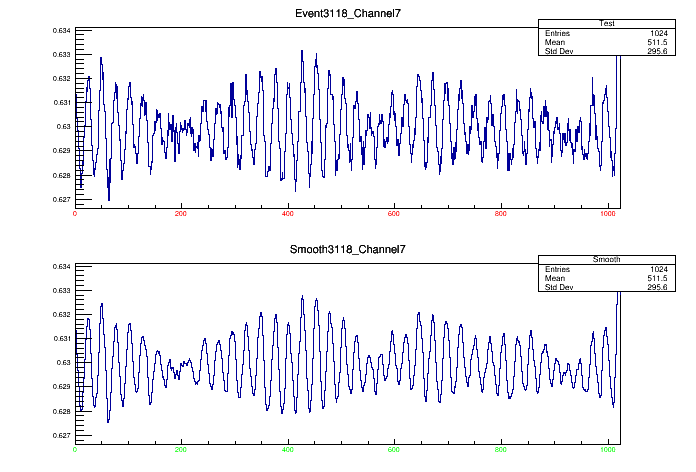 Event3118_Channel7
Test
Entries 1024
Mean 511.5
Std Dev 295.6
0.634
0.633
0.632
0.631
0.63
0.629
0.628
0.627
0 200 400 600 800 1000
Smooth3118_Channel7
Smooth
Entries 1024
Mean 511.5
Std Dev 295.6
0.634
0.633
0.632
0.631
0.63
0.629
0.628
0.627
0 200 400 600 800 1000